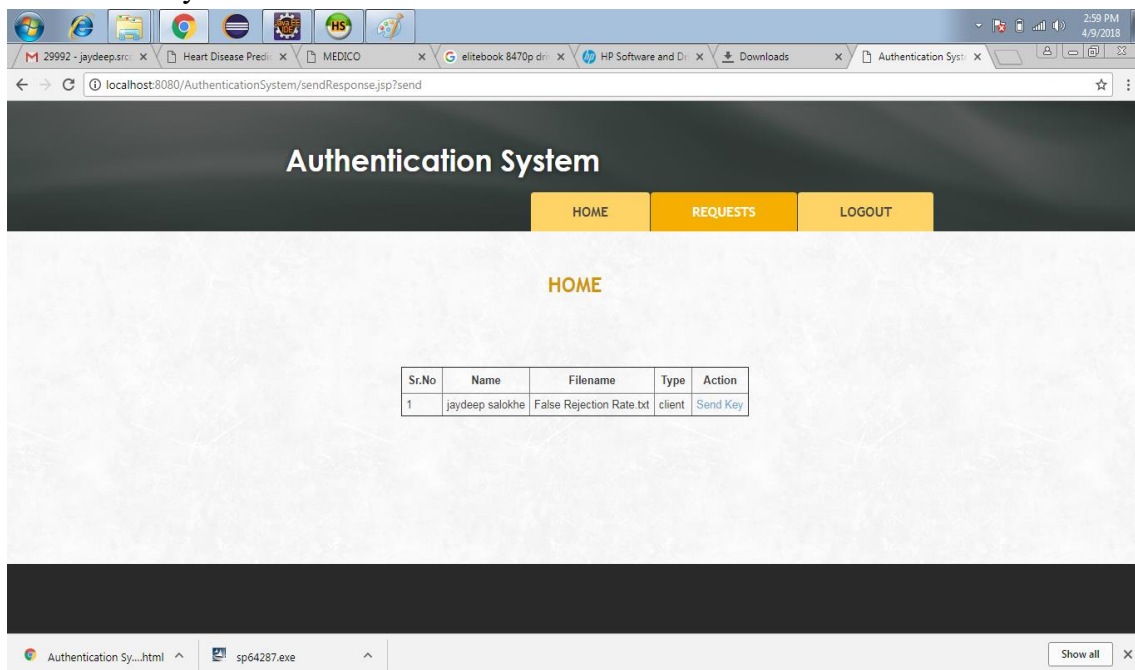 HS
2:59 PM
4/9/2018
29992 - jaydeep.src
Heart Disease Predic
MEDICO
elitebook 8470p dri
HP Software and Dri
Downloads
Authentication Syst
localhost:8080/AuthenticationSystem/sendResponse.jsp?send
Authentication System
HOME
REQUESTS
LOGOUT
HOME
Sr.No Name Filename Type Action
1 jaydeep salokhe False Rejection Rate.txt client Send Key
Authentication Sy....html
sp64287.exe
Show all